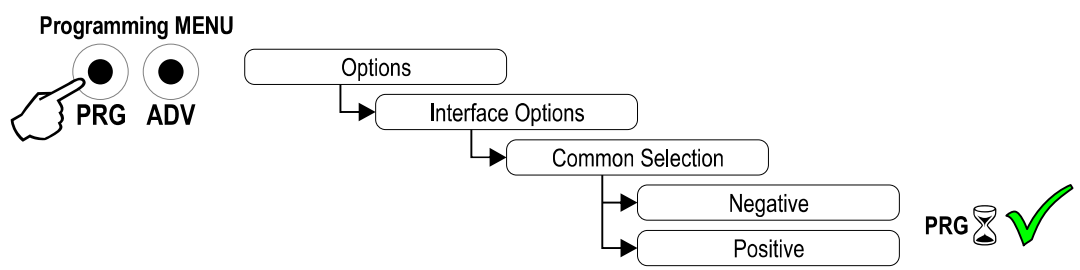 Programming MENU
PRG ADV
Options
Interface Options
Common Selection
Negative
Positive
PRG